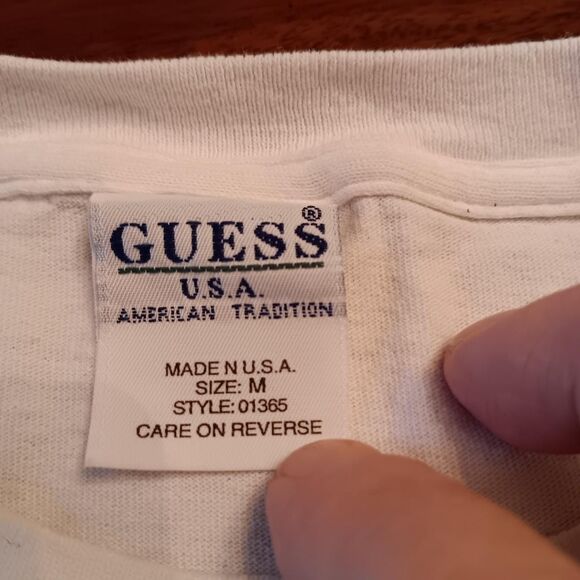 GUESS®
U.S.A.
AMERICAN TRADITION
MADE N U.S.A.
SIZE: M
STYLE: 01365
CARE ON REVERSE